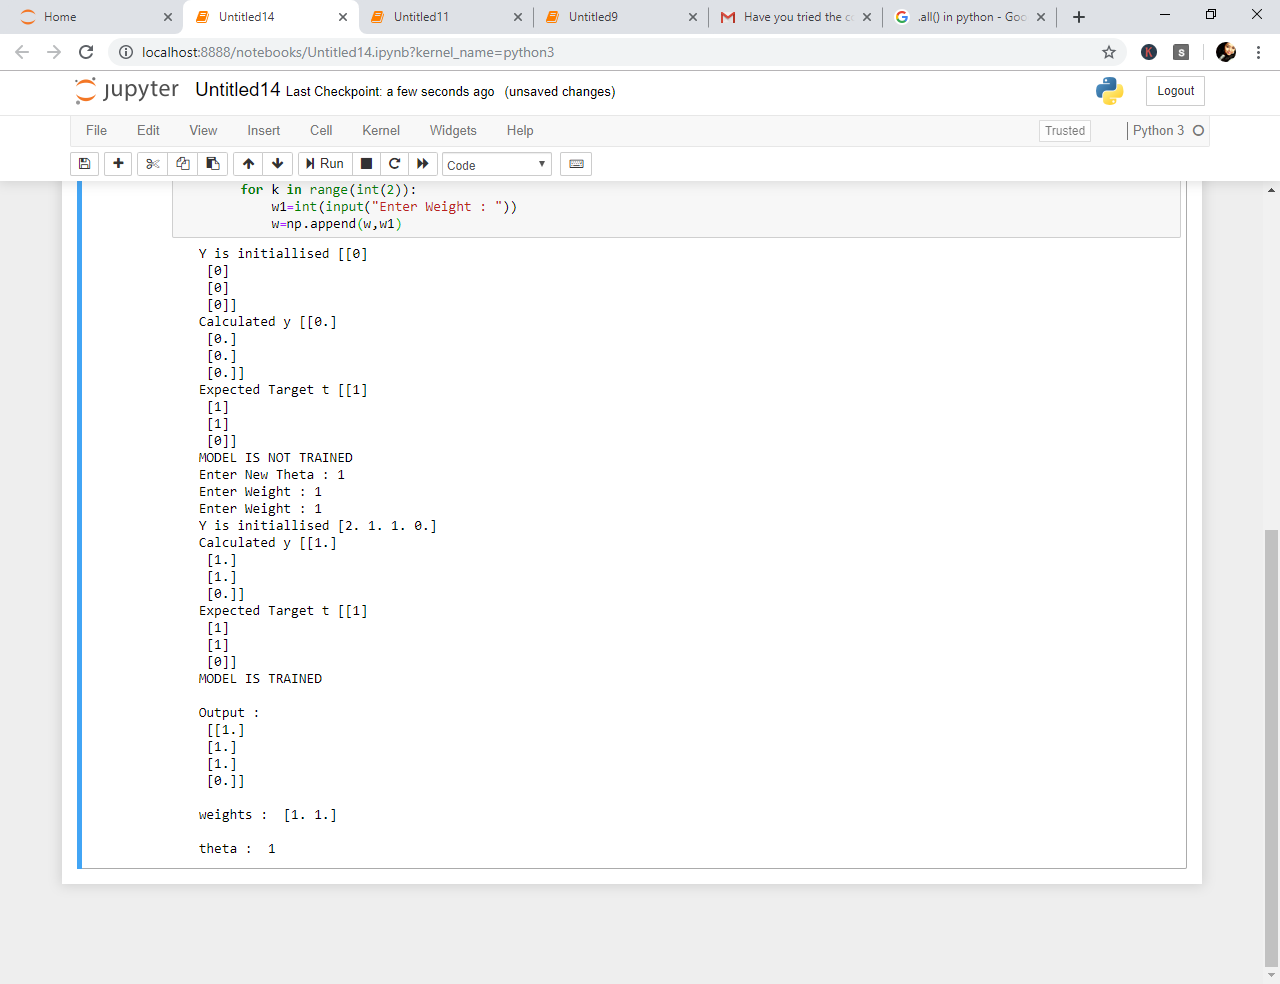 Home
Untitled14
Untitled11
Untitled9
Have you tried the c
.all() in python - Goo
localhost:8888/notebooks/Untitled14.ipynb?kernel_name=python3
K
s
jupyter Untitled14 Last Checkpoint: a few seconds ago (unsaved changes)
Logout
File Edit View Insert Cell Kernel Widgets Help
Trusted
Python 3
Run
Code
for k in range(int(2)):
w1=int(input("Enter Weight : "))
w=np.append(w,w1)
Y is initiallised [[0]
[0]
[0]
[0]]
Calculated y [[0.]
[0.]
[0.]
[0.]]
Expected Target t [[1]
[1]
[1]
[0]]
MODEL IS NOT TRAINED
Enter New Theta : 1
Enter Weight : 1
Enter Weight : 1
Y is initiallised [2. 1. 1. 0.]
Calculated y [[1.]
[1.]
[1.]
[0.]]
Expected Target t [[1]
[1]
[1]
[0]]
MODEL IS TRAINED
Output :
[[1.]
[1.]
[1.]
[0.]]
weights :  [1. 1.]
theta :  1